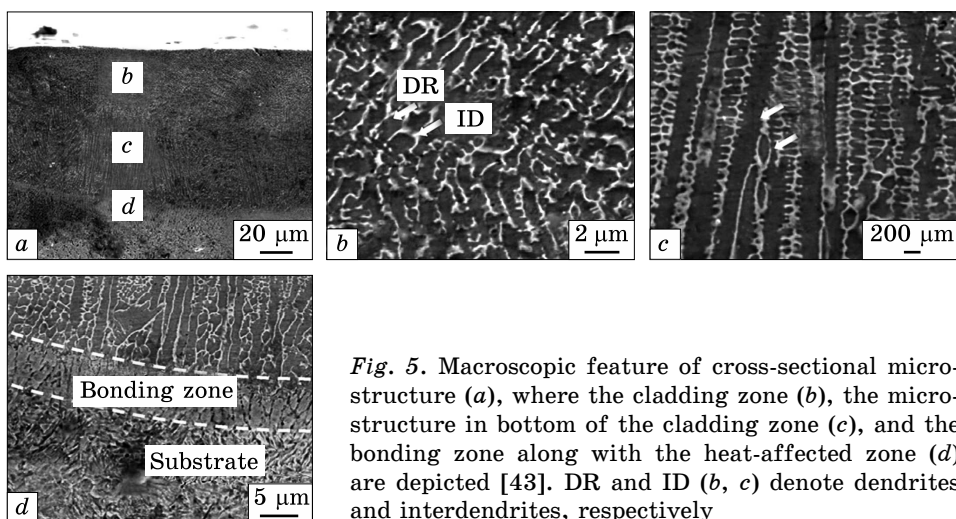 b
c
d
a
20 μm
DR
ID
b
2 μm
c
200 μm
Bonding zone
Substrate
d
5 μm
Fig. 5. Macroscopic feature of cross-sectional micro-
structure (a), where the cladding zone (b), the micro-
structure in bottom of the cladding zone (c), and the
bonding zone along with the heat-affected zone (d)
are depicted [43]. DR and ID (b, c) denote dendrites
and interdendrites, respectively